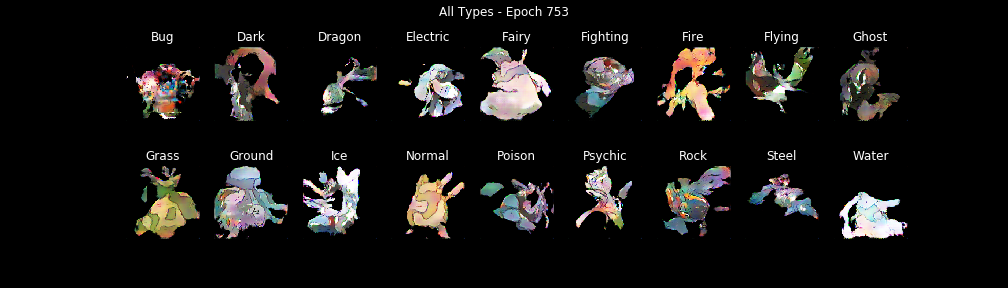 All Types - Epoch 753
Bug Dark Dragon Electric Fairy Fighting Fire Flying Ghost
Grass Ground Ice Normal Poison Psychic Rock Steel Water